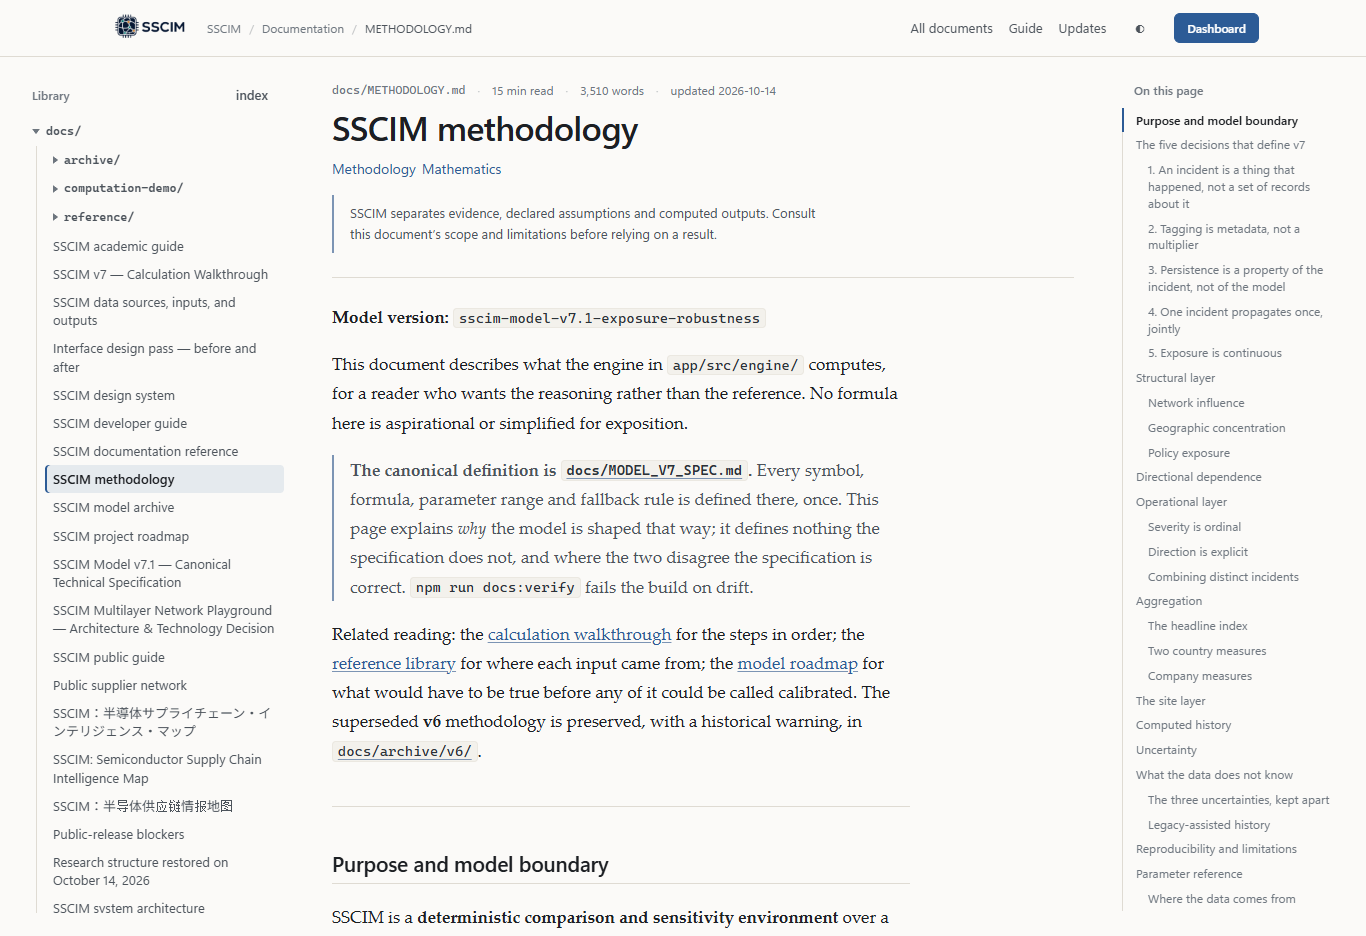 SSCIM
SSCIM / Documentation / METHODOLOGY.md
All documents Guide Updates Dashboard
Library index
docs/
archive/
computation-demo/
reference/
SSCIM academic guide
SSCIM v7 — Calculation Walkthrough
SSCIM data sources, inputs, and
outputs
Interface design pass — before and
after
SSCIM design system
SSCIM developer guide
SSCIM documentation reference
SSCIM methodology
SSCIM model archive
SSCIM project roadmap
SSCIM Model v7.1 — Canonical
Technical Specification
SSCIM Multilayer Network Playground
— Architecture & Technology Decision
SSCIM public guide
Public supplier network
SSCIM：半導体サプライチェーン・イ
ンテリジェンス・マップ
SSCIM: Semiconductor Supply Chain
Intelligence Map
SSCIM：半导体供应链情报地图
Public-release blockers
Research structure restored on
October 14, 2026
SSCIM system architecture
docs/METHODOLOGY.md · 15 min read · 3,510 words · updated 2026-10-14
SSCIM methodology
Methodology Mathematics
SSCIM separates evidence, declared assumptions and computed outputs. Consult
this document's scope and limitations before relying on a result.
Model version: sscim-model-v7.1-exposure-robustness
This document describes what the engine in app/src/engine/ computes,
for a reader who wants the reasoning rather than the reference. No formula
here is aspirational or simplified for exposition.
The canonical definition is docs/MODEL_V7_SPEC.md. Every symbol,
formula, parameter range and fallback rule is defined there, once. This
page explains why the model is shaped that way; it defines nothing the
specification does not, and where the two disagree the specification is
correct. npm run docs:verify fails the build on drift.
Related reading: the calculation walkthrough for the steps in order; the
reference library for where each input came from; the model roadmap for
what would have to be true before any of it could be called calibrated. The
superseded v6 methodology is preserved, with a historical warning, in
docs/archive/v6/.
Purpose and model boundary
SSCIM is a deterministic comparison and sensitivity environment over a
On this page
Purpose and model boundary
The five decisions that define v7
1. An incident is a thing that
happened, not a set of records
about it
2. Tagging is metadata, not a
multiplier
3. Persistence is a property of the
incident, not of the model
4. One incident propagates once,
jointly
5. Exposure is continuous
Structural layer
Network influence
Geographic concentration
Policy exposure
Directional dependence
Operational layer
Severity is ordinal
Direction is explicit
Combining distinct incidents
Aggregation
The headline index
Two country measures
Company measures
The site layer
Computed history
Uncertainty
What the data does not know
The three uncertainties, kept apart
Legacy-assisted history
Reproducibility and limitations
Parameter reference
Where the data comes from